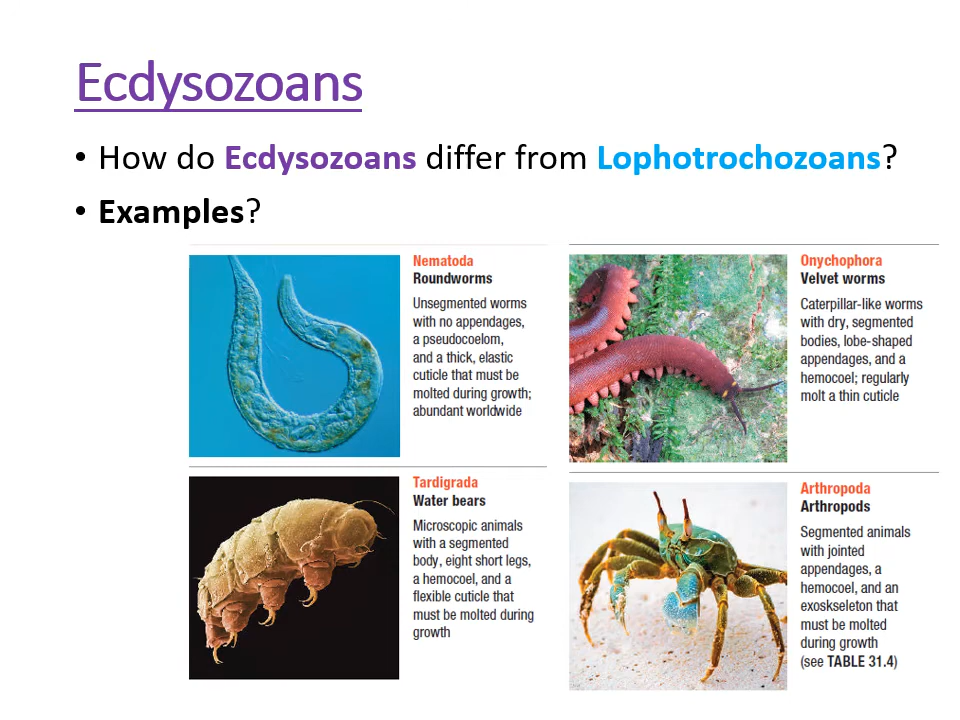 Ecdysozoans
• How do Ecdysozoans differ from Lophotrochozoans?
• Examples?
Nematoda
Roundworms
Unsegmented worms
with no appendages,
a pseudocoelom,
and a thick, elastic
cuticle that must be
molted during growth;
abundant worldwide
Onychophora
Velvet worms
Caterpillar-like worms
with dry, segmented
bodies, lobe-shaped
appendages, and a
hemocoel; regularly
molt a thin cuticle
Tardigrada
Water bears
Microscopic animals
with a segmented
body, eight short legs,
a hemocoel, and a
flexible cuticle that
must be molted during
growth
Arthropoda
Arthropods
Segmented animals
with jointed
appendages, a
hemocoel, and an
exoskeleton that
must be molted
during growth
(see TABLE 31.4)